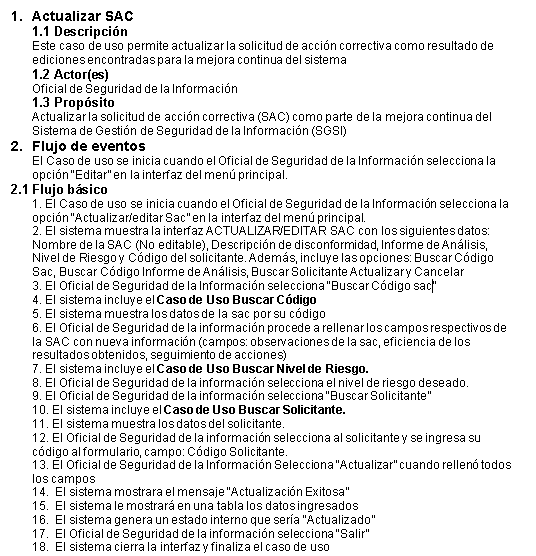 1. Actualizar SAC
1.1 Descripción
Este caso de uso permite actualizar la solicitud de acción correctiva como resultado de
ediciones encontradas para la mejora continua del sistema
1.2 Actor(es)
Oficial de Seguridad de la Información
1.3 Propósito
Actualizar la solicitud de acción correctiva (SAC) como parte de la mejora continua del
Sistema de Gestión de Seguridad de la Información (SGSI)
2. Flujo de eventos
El Caso de uso se inicia cuando el Oficial de Seguridad de la Información selecciona la
opción "Editar" en la interfaz del menú principal.
2.1 Flujo básico
1. El Caso de uso se inicia cuando el Oficial de Seguridad de la Información selecciona la
opción "Actualizar/editar Sac" en la interfaz del menú principal.
2. El sistema muestra la interfaz ACTUALIZAR/EDITAR SAC con los siguientes datos:
Nombre de la SAC (No editable), Descripción de disconformidad, Informe de Análisis,
Nivel de Riesgo y Código del solicitante. Además, incluye las opciones: Buscar Código
Sac, Buscar Código Informe de Análisis, Buscar Solicitante Actualizar y Cancelar
3. El Oficial de Seguridad de la Información selecciona "Buscar Código sac"
4. El sistema incluye el Caso de Uso Buscar Código
5. El sistema muestra los datos de la sac por su código
6. El Oficial de Seguridad de la información procede a rellenar los campos respectivos de
la SAC con nueva información (campos: observaciones de la sac, eficiencia de los
resultados obtenidos, seguimiento de acciones)
7. El sistema incluye el Caso de Uso Buscar Nivel de Riesgo.
8. El Oficial de Seguridad de la información selecciona el nivel de riesgo deseado.
9. El Oficial de Seguridad de la información selecciona "Buscar Solicitante"
10. El sistema incluye el Caso de Uso Buscar Solicitante.
11. El sistema muestra los datos del solicitante.
12. El Oficial de Seguridad de la información selecciona al solicitante y se ingresa su
código al formulario, campo: Código Solicitante.
13. El Oficial de Seguridad de la Información Selecciona "Actualizar" cuando rellenó todos
los campos
14. El sistema mostrara el mensaje "Actualización Exitosa"
15. El sistema le mostrará en una tabla los datos ingresados
16. El sistema genera un estado interno que sería "Actualizado"
17. El Oficial de Seguridad de la información selecciona "Salir"
18. El sistema cierra la interfaz y finaliza el caso de uso